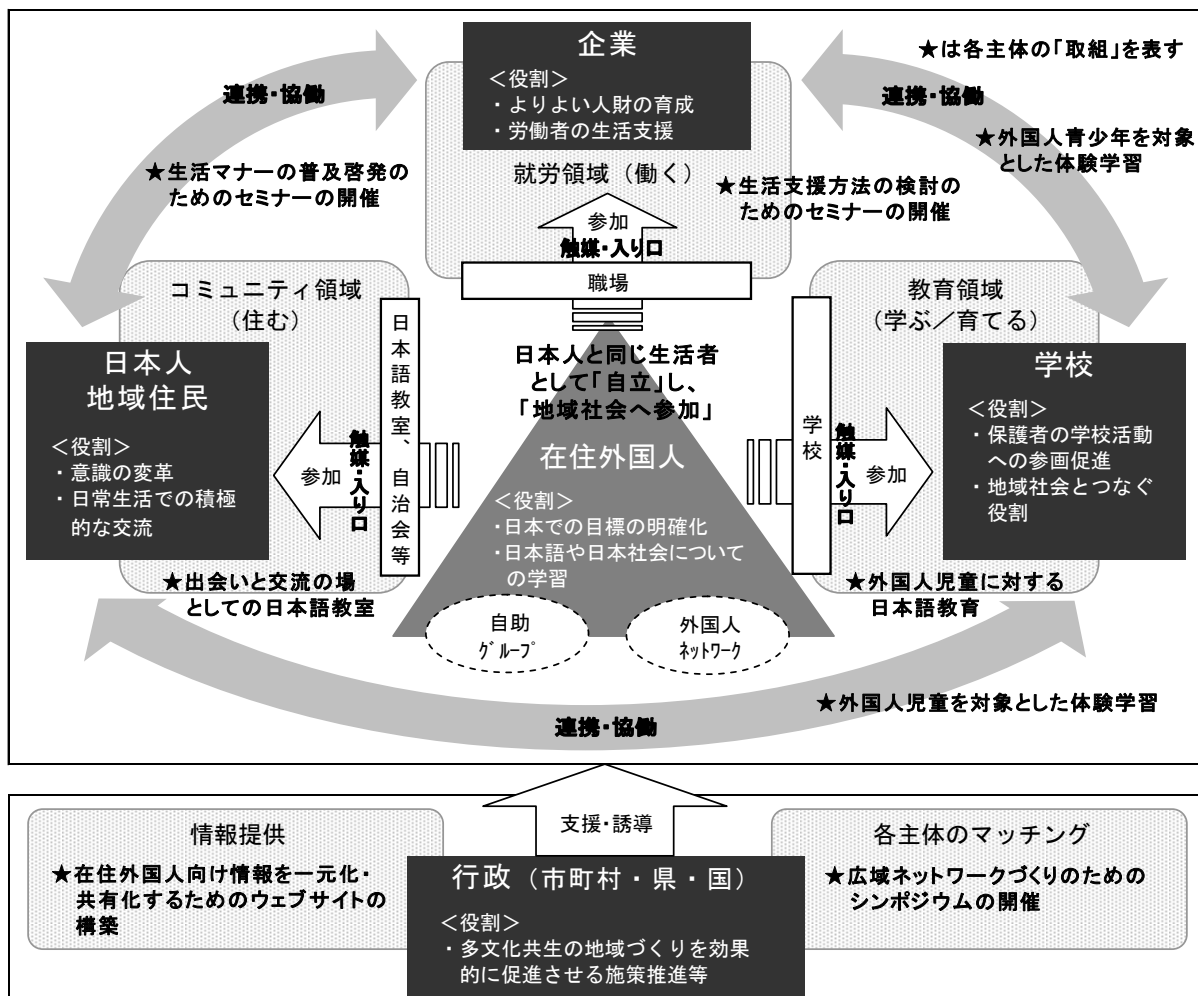 企業
＜役割＞
・よりよい人財の育成
・労働者の生活支援
就労領域（働く）
★は各主体の「取組」を表す
連携・協働
連携・協働
★外国人青少年を対象
とした体験学習
★生活マナーの普及啓発の
ためのセミナーの開催
★生活支援方法の検討の
ためのセミナーの開催
参加
触媒・入り口
職場
コミュニティ領域
（住む）
日本人
地域住民
＜役割＞
・意識の変革
・日常生活での積極
的な交流
参加
触媒・入り口
日本語教室、自治会等
日本人と同じ生活者
として「自立」し、
「地域社会へ参加」
在住外国人
＜役割＞
・日本での目標の明確化
・日本語や日本社会について
の学習
自助
ｸﾞﾙｰﾌﾟ
外国人
ﾈｯﾄﾜｰｸ
教育領域
（学ぶ／育てる）
学校
触媒・入り口
参加
学校
＜役割＞
・保護者の学校活動
への参画促進
・地域社会とつなぐ
役割
★出会いと交流の場
としての日本語教室
★外国人児童に対する
日本語教育
★外国人児童を対象とした体験学習
連携・協働
支援・誘導
情報提供
★在住外国人向け情報を一元化・
共有化するためのウェブサイトの
構築
行政（市町村・県・国）
＜役割＞
・多文化共生の地域づくりを効果
的に促進させる施策推進等
各主体のマッチング
★広域ネットワークづくりのための
シンポジウムの開催